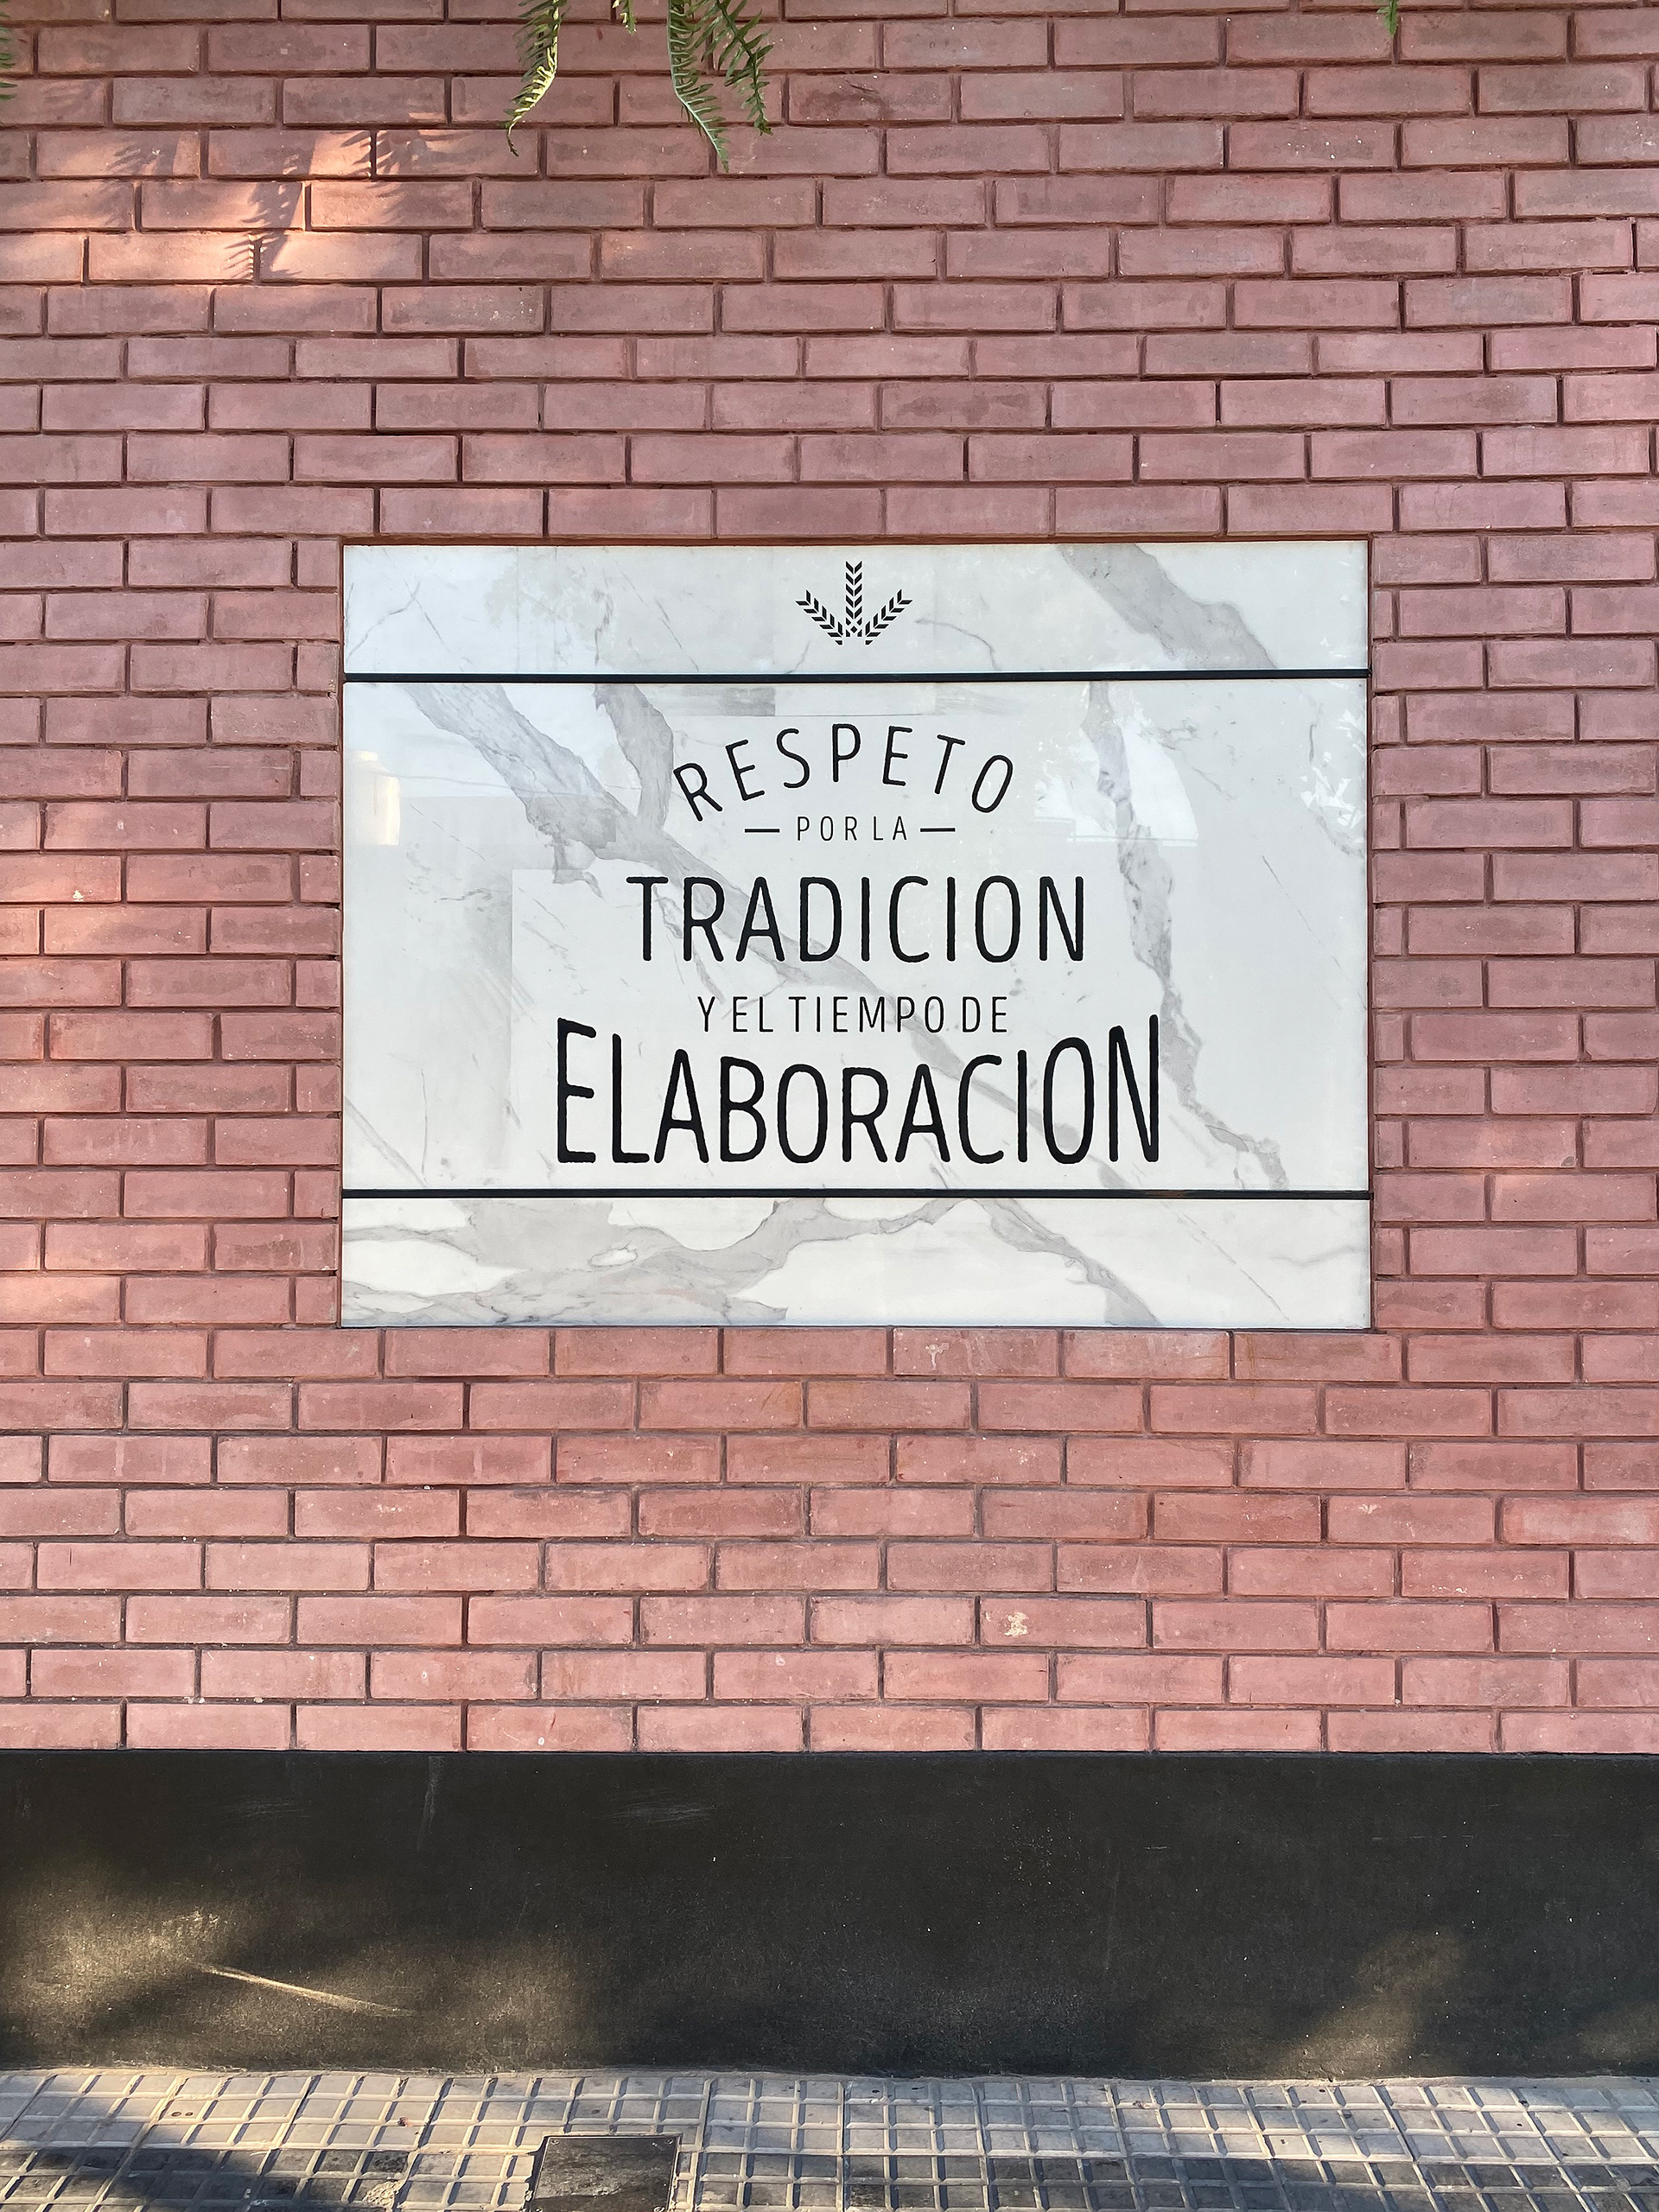 RESPETO
POR LA
TRADICION
Y EL TIEMPO DE
ELABORACION